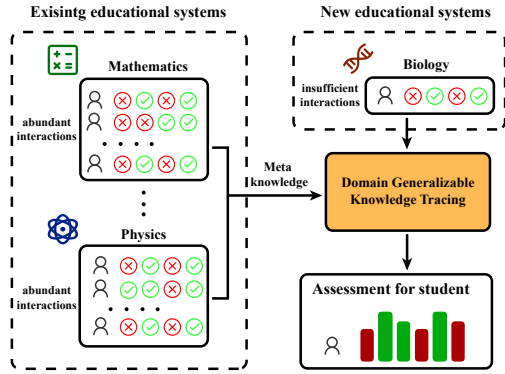 Exisintg educational systems
New educational systems
Mathematics
abundant
interactions
Physics
abundant
interactions
Meta
knowledge
Biology
insufficient
interactions
Domain Generalizable
Knowledge Tracing
Assessment for student